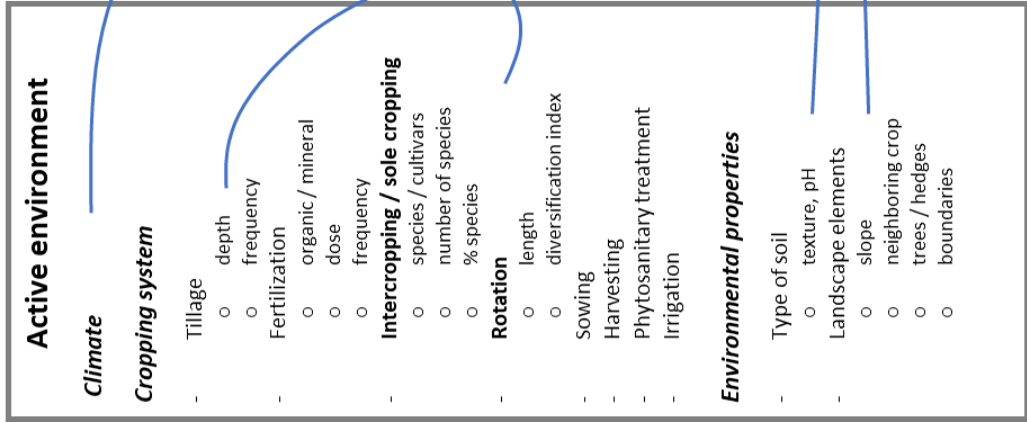 Active environment
Climate
Cropping system
- Tillage
o depth
o frequency
- Fertilization
o organic / mineral
o dose
o frequency
- Intercropping / sole cropping
o species / cultivars
o number of species
o % species
- Rotation
o length
o diversification index
- Sowing
- Harvesting
- Phytosanitary treatment
- Irrigation
Environmental properties
- Type of soil
o texture, pH
- Landscape elements
o slope
o neighboring crop
o trees / hedges
o boundaries